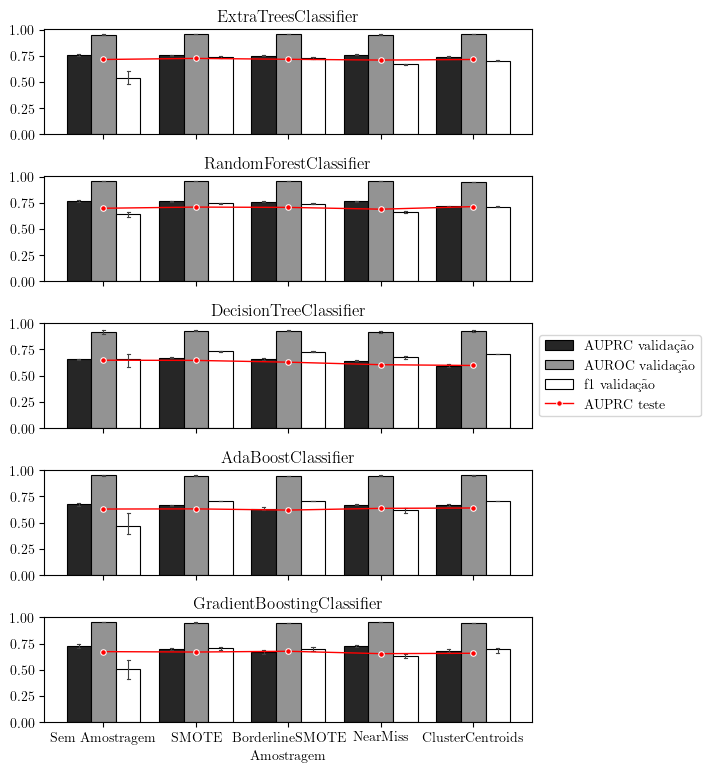 ExtraTreesClassifier
1.00
0.75
0.50
0.25
0.00
RandomForestClassifier
1.00
0.75
0.50
0.25
0.00
DecisionTreeClassifier
1.00
0.75
0.50
0.25
0.00
AUPRC validação
AUROC validação
f1 validação
AUPRC teste
AdaBoostClassifier
1.00
0.75
0.50
0.25
0.00
GradientBoostingClassifier
1.00
0.75
0.50
0.25
0.00
Sem Amostragem SMOTE BorderlineSMOTE NearMiss ClusterCentroids
Amostragem